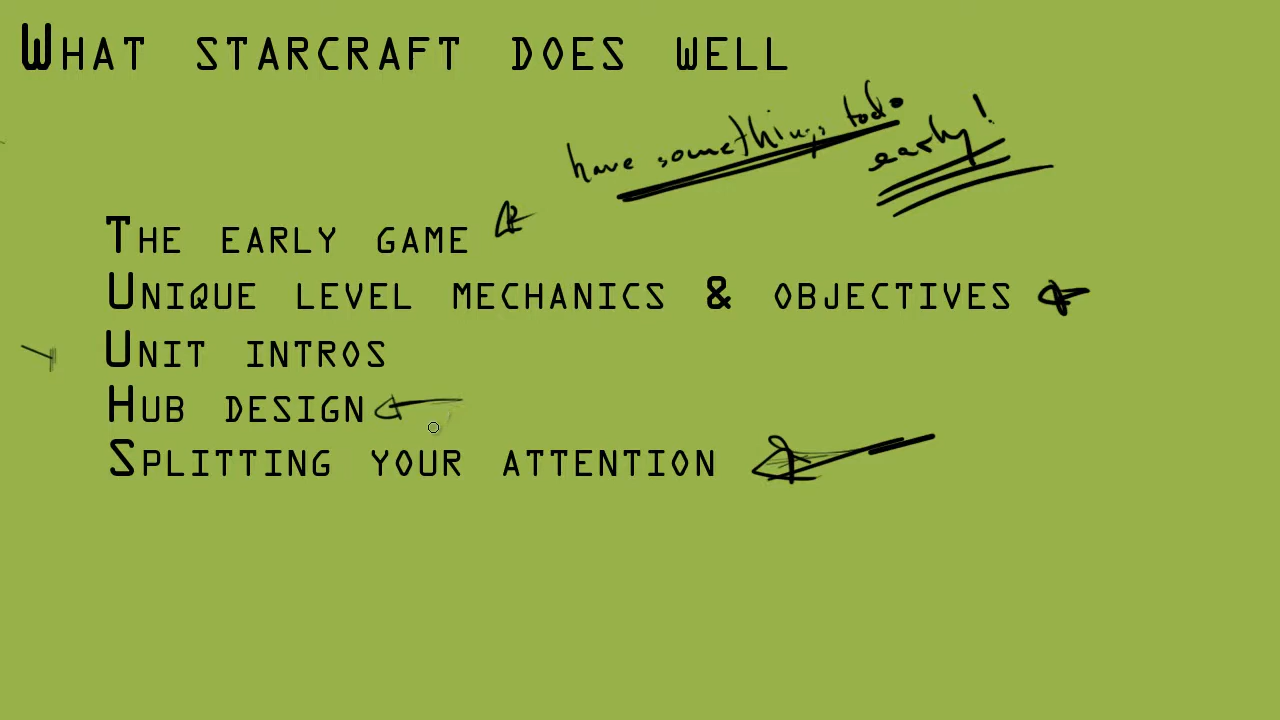 What starcraft does well
have something to do
early!
The early game
Unique level mechanics & objectives
Unit intros
Hub design
Splitting your attention